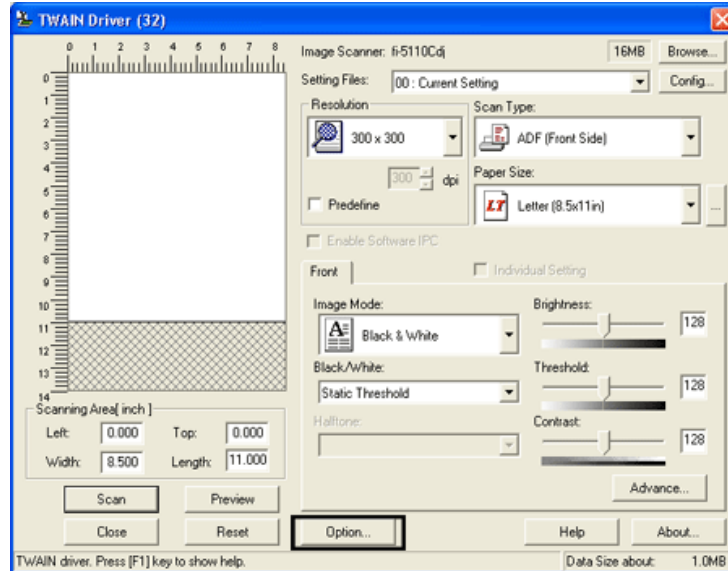 TWAIN Driver (32)
0 1 2 3 4 5 6 7 8
0
1
2
3
4
5
6
7
8
9
10
11
12
13
14
Image Scanner: fi-5110Cdj
16MB
Browse...
Setting Files:
00 : Current Setting
Config...
Resolution
300 x 300
300
dpi
Predefine
Scan Type:
ADF (Front Side)
Paper Size:
LT
Letter (8.5x11in)
...
Enable Software IPC
Front
Individual Setting
Image Mode:
A
Black & White
Black/White:
Static Threshold
Halftone:
Brightness:
128
Threshold:
128
Contrast:
128
Advance...
Scanning Area[ inch ]
Left: 0.000 Top: 0.000
Width: 8.500 Length: 11.000
Scan
Preview
Close
Reset
Option...
Help
About...
TWAIN driver. Press [F1] key to show help.
Data Size about: 1.0MB